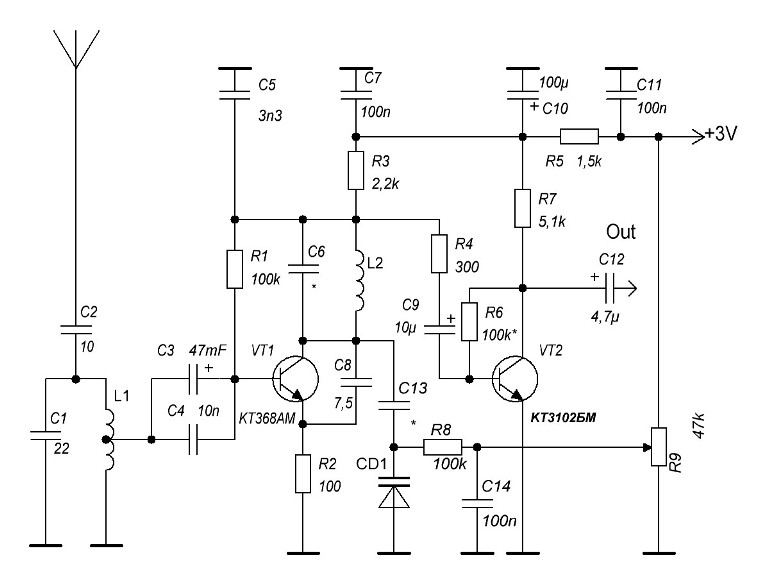 C5
3n3
C7
100n
100µ
+ C10
C11
100n
+3V
R3
2,2k
R5 1,5k
R7
5,1k
Out
R1
100k
C6
*
L2
R4
300
C12
+
4,7µ
C2
10
C9
10µ
+
R6
100k*
C3 47mF
+
VT1
C8
7,5
VT2
L1
C1
22
C4 10n
KT368AM
C13
*
KT3102БМ
R2
100
CD1
R8
100k
C14
100n
R9
47k